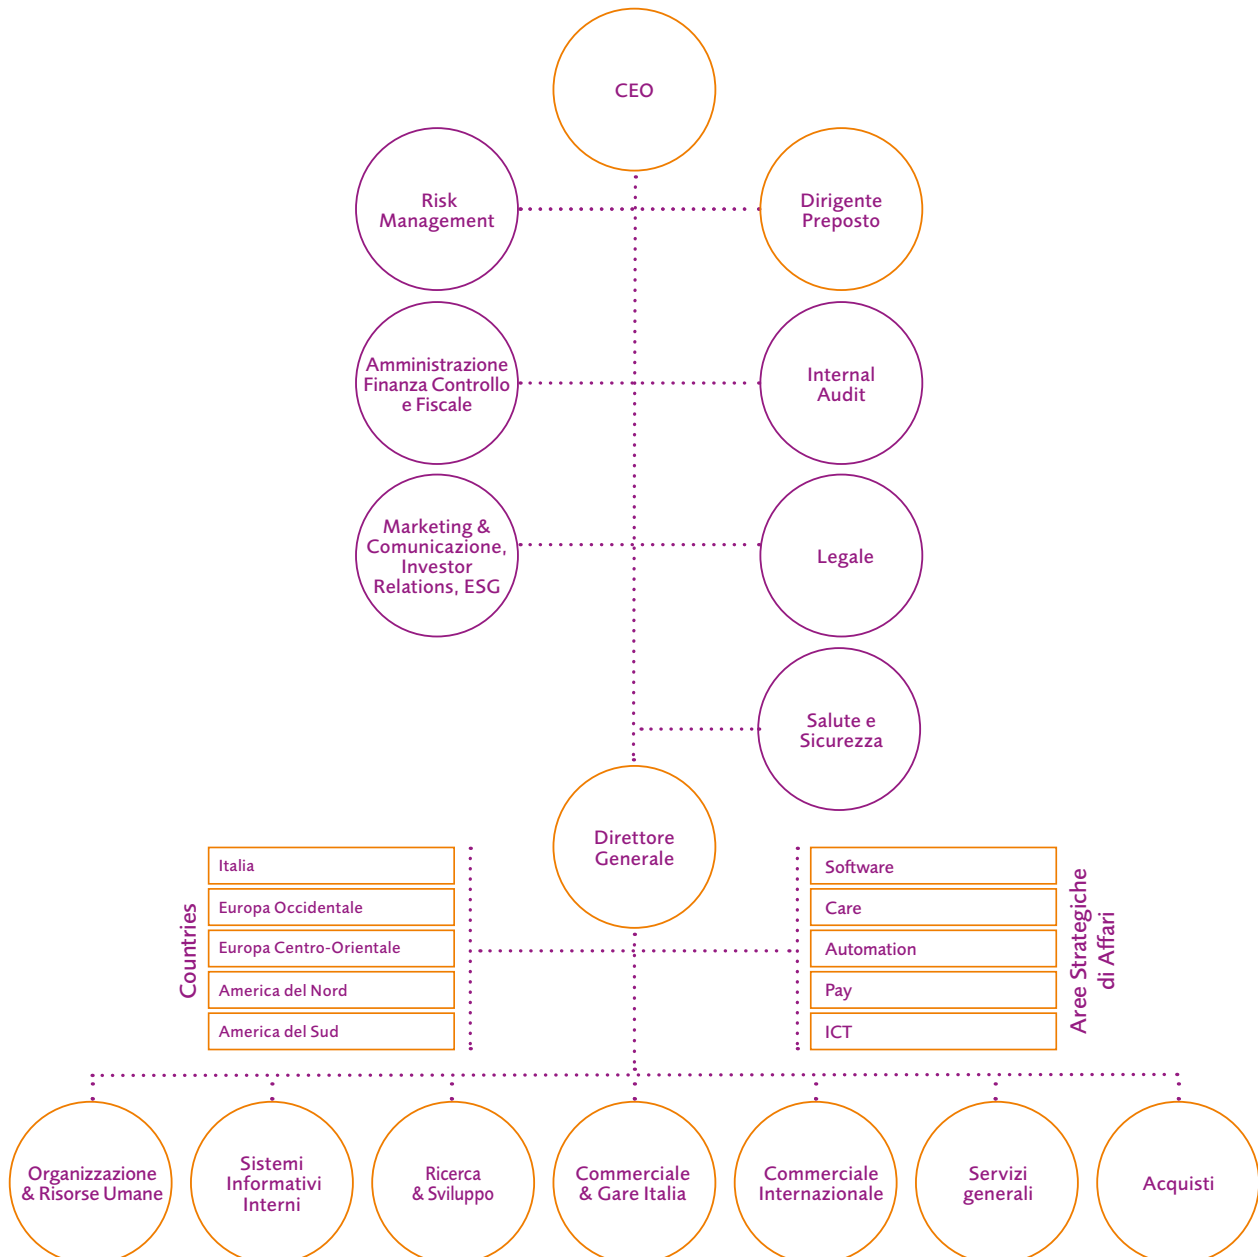 CEO
Risk
Management
Dirigente
Preposto
Amministrazione
Finanza Controllo
e Fiscale
Internal
Audit
Marketing &
Comunicazione,
Investor
Relations, ESG
Legale
Salute e
Sicurezza
Direttore
Generale
Countries
Italia
Europa Occidentale
Europa Centro-Orientale
America del Nord
America del Sud
Software
Care
Automation
Pay
ICT
Aree Strategiche
di Affari
Organizzazione
& Risorse Umane
Sistemi
Informativi
Interni
Ricerca
& Sviluppo
Commerciale
& Gare Italia
Commerciale
Internazionale
Servizi
generali
Acquisti